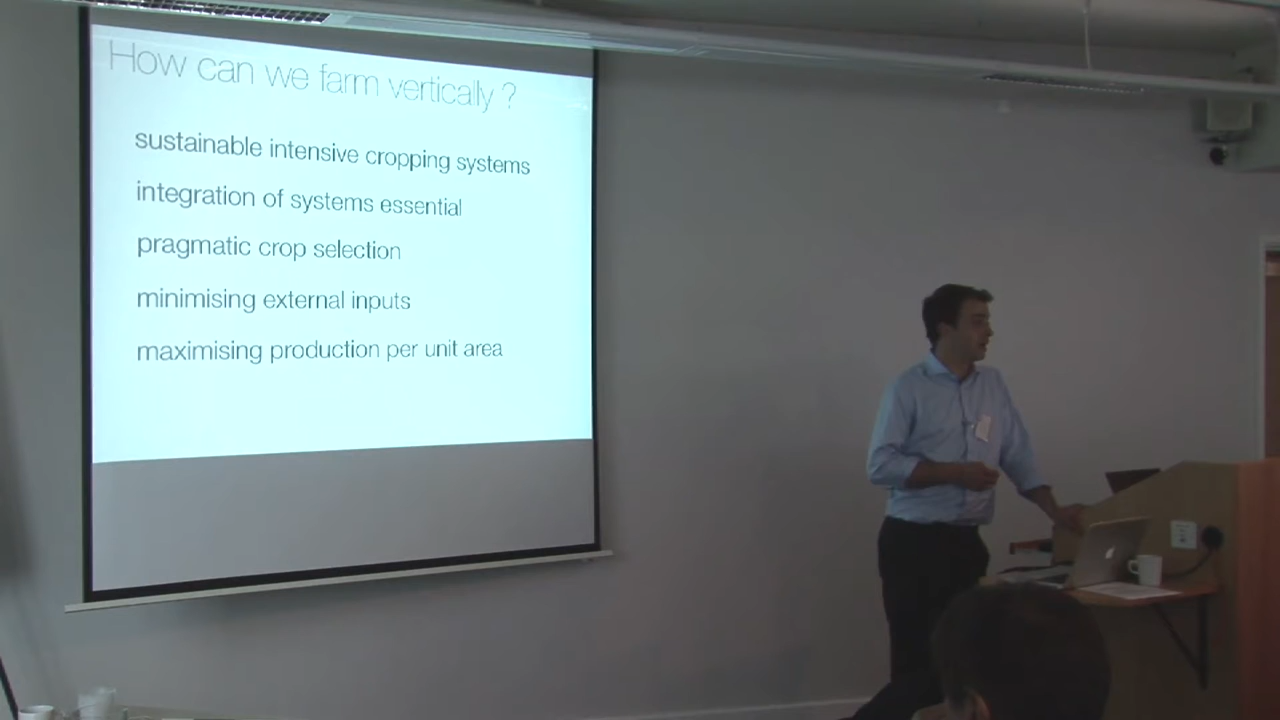 How can we farm vertically ?
sustainable intensive cropping systems
integration of systems essential
pragmatic crop selection
minimising external inputs
maximising production per unit area